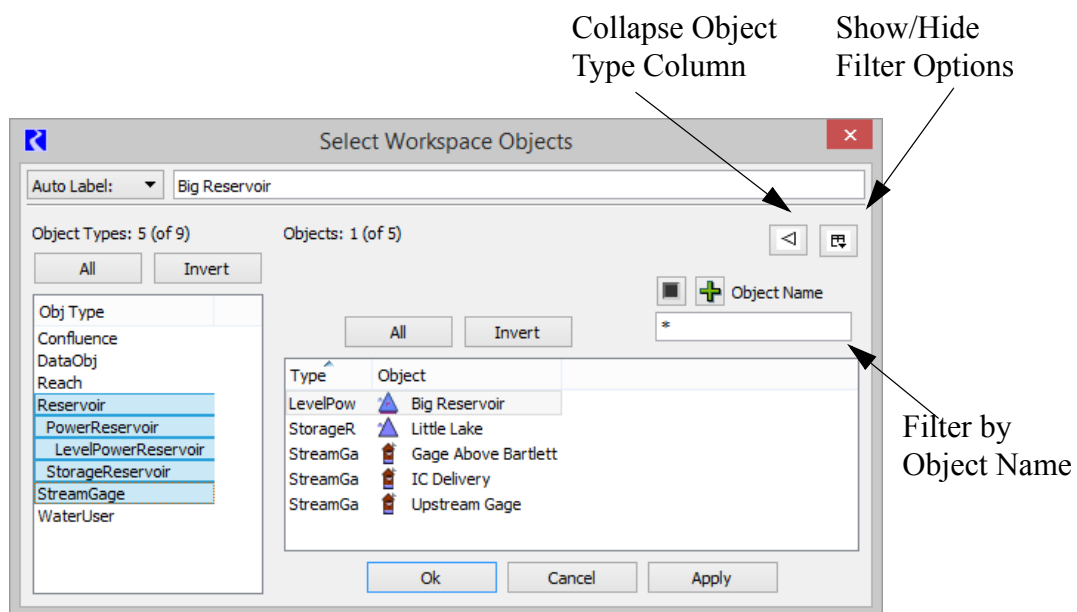 Collapse Object
Type Column
Show/Hide
Filter Options
Select Workspace Objects
Auto Label:
Big Reservoir
Object Types: 5 (of 9)
Objects: 1 (of 5)
All
Invert
Object Name
Obj Type
*
All
Invert
Confluence
DataObj
Reach
Reservoir
PowerReservoir
LevelPowerReservoir
StorageReservoir
StreamGage
WaterUser
Type Object
LevelPow Big Reservoir
StorageR Little Lake
StreamGa Gage Above Bartlett
StreamGa IC Delivery
StreamGa Upstream Gage
Filter by
Object Name
Ok
Cancel
Apply